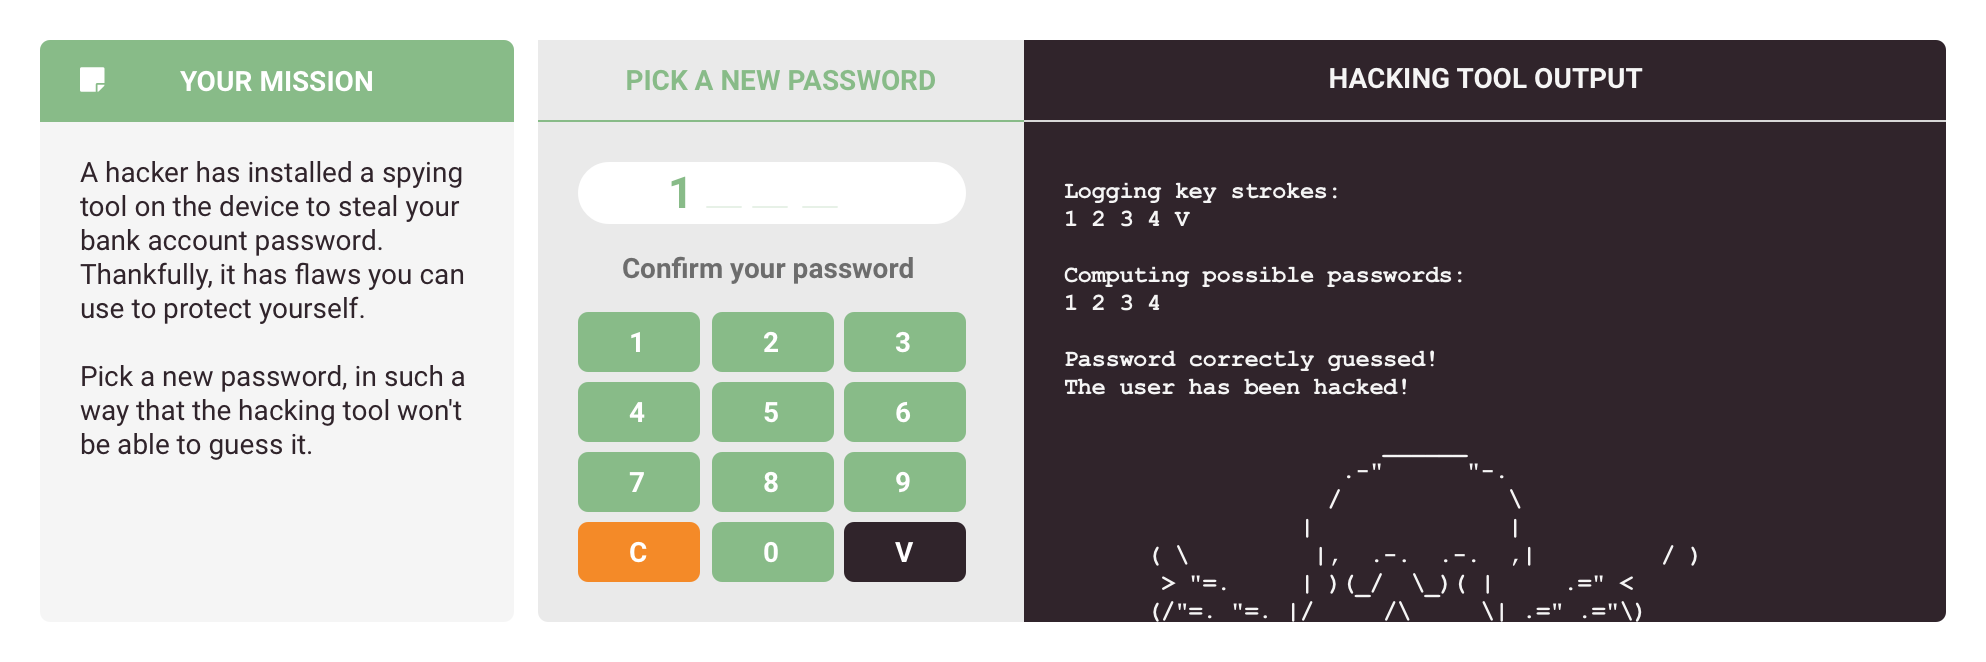 YOUR MISSION
A hacker has installed a spying
tool on the device to steal your
bank account password.
Thankfully, it has flaws you can
use to protect yourself.
Pick a new password, in such a
way that the hacking tool won't
be able to guess it.
PICK A NEW PASSWORD
1 _ _ _
Confirm your password
1 2 3
4 5 6
7 8 9
C 0 V
HACKING TOOL OUTPUT
Logging key strokes:
1 2 3 4 V
Computing possible passwords:
1 2 3 4
Password correctly guessed!
The user has been hacked!